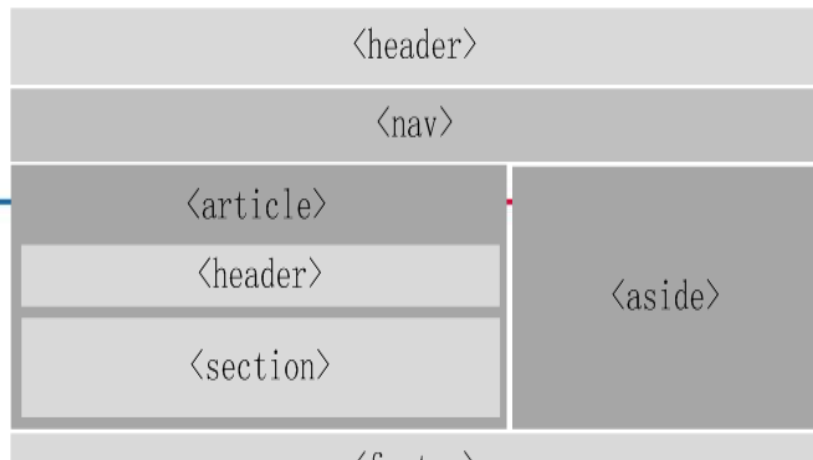 <header>
<nav>
<article>
<header>
<section>
<aside>